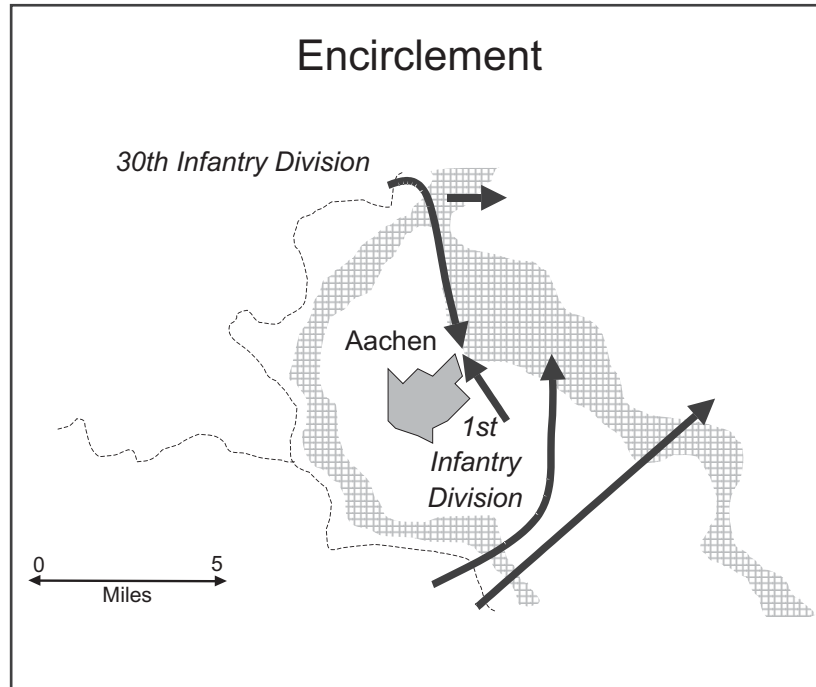 Encirclement
30th Infantry Division
Aachen
1st
Infantry
Division
0 5
Miles